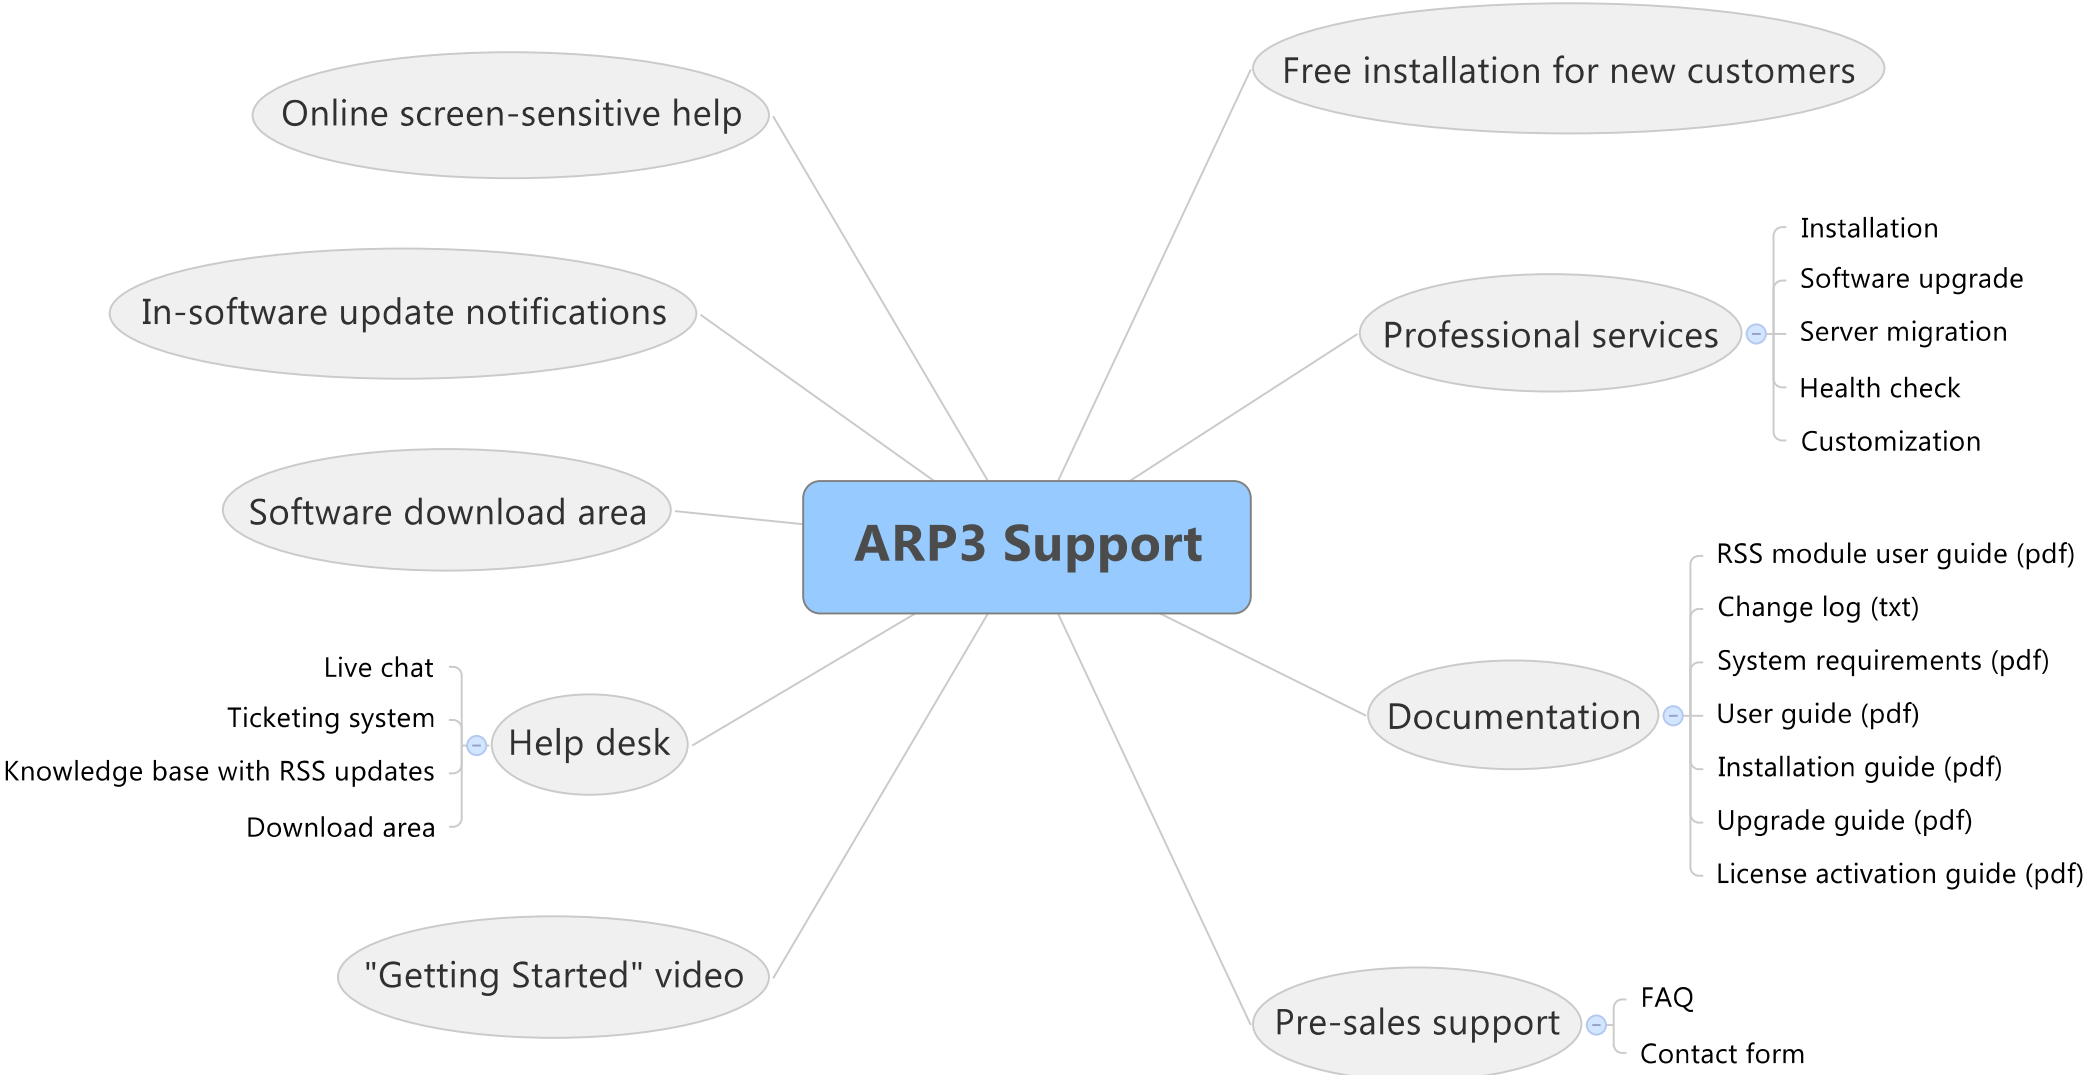 Free installation for new customers
Online screen-sensitive help
Installation
Software upgrade
In-software update notifications
Professional services
Server migration
Health check
Customization
Software download area
ARP3 Support
RSS module user guide (pdf)
Change log (txt)
System requirements (pdf)
Documentation
User guide (pdf)
Installation guide (pdf)
Upgrade guide (pdf)
License activation guide (pdf)
Live chat
Ticketing system
Help desk
Knowledge base with RSS updates
Download area
"Getting Started" video
Pre-sales support
FAQ
Contact form